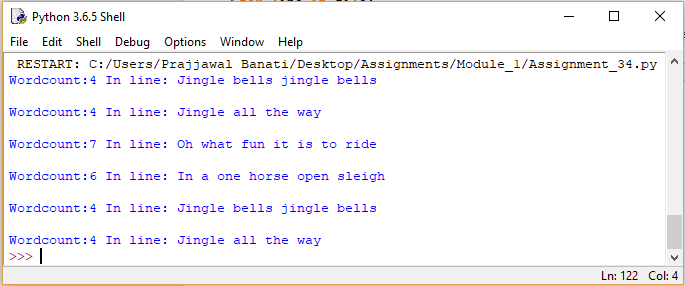 Python 3.6.5 Shell
File Edit Shell Debug Options Window Help
RESTART: C:/Users/Prajjawal Banati/Desktop/Assignments/Module_1/Assignment_34.py
Wordcount:4 In line: Jingle bells jingle bells
Wordcount:4 In line: Jingle all the way
Wordcount:7 In line: Oh what fun it is to ride
Wordcount:6 In line: In a one horse open sleigh
Wordcount:4 In line: Jingle bells jingle bells
Wordcount:4 In line: Jingle all the way
>>>
Ln: 122 Col: 4